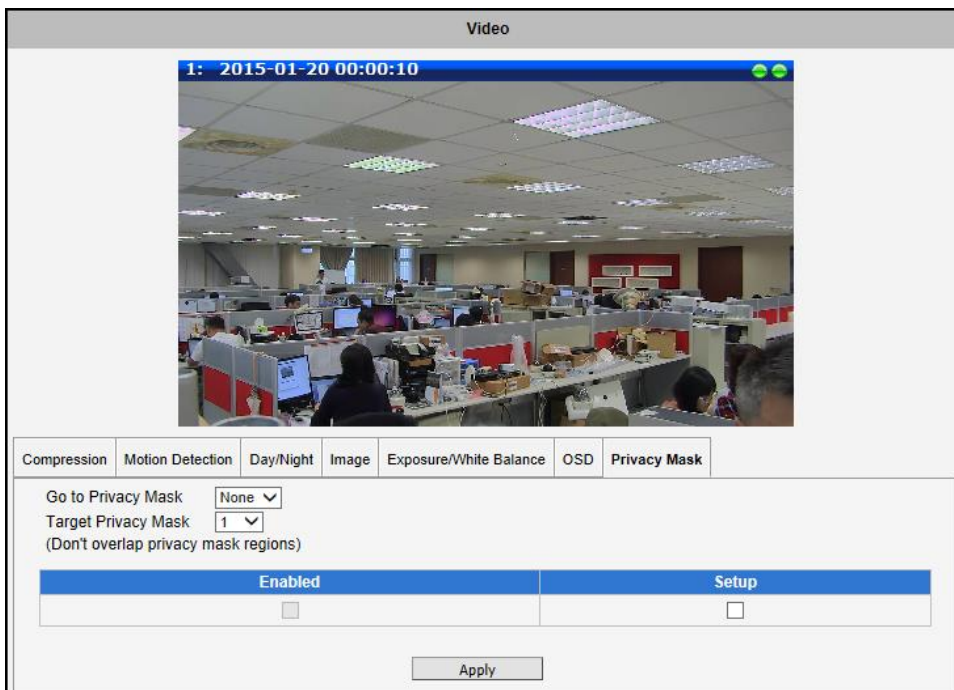 Video
1: 2015-01-20 00:00:10
Compression Motion Detection Day/Night Image Exposure/White Balance OSD Privacy Mask
Go to Privacy Mask None
Target Privacy Mask 1
(Don't overlap privacy mask regions)
Enabled Setup
Apply